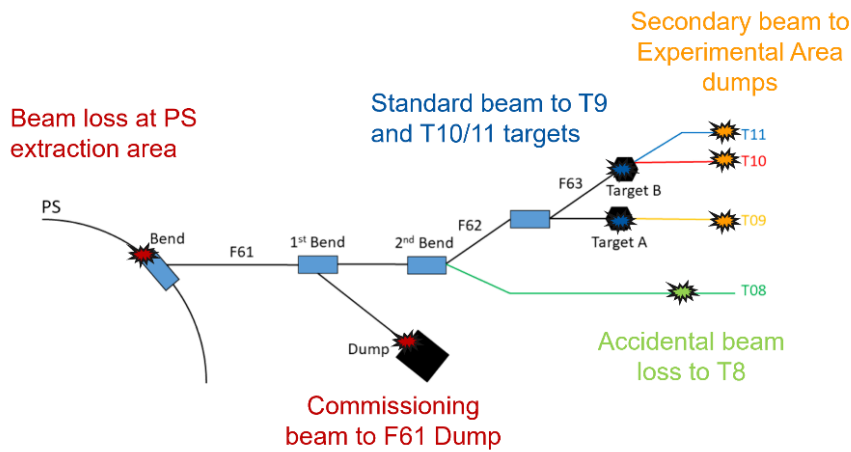 Secondary beam to
Experimental Area
dumps
Standard beam to T9
and T10/11 targets
Beam loss at PS
extraction area
T11
T10
F63
Target B
PS
F62
T09
Bend
F61
1st Bend
2nd Bend
Target A
T08
Dump
Accidental beam
loss to T8
Commissioning
beam to F61 Dump